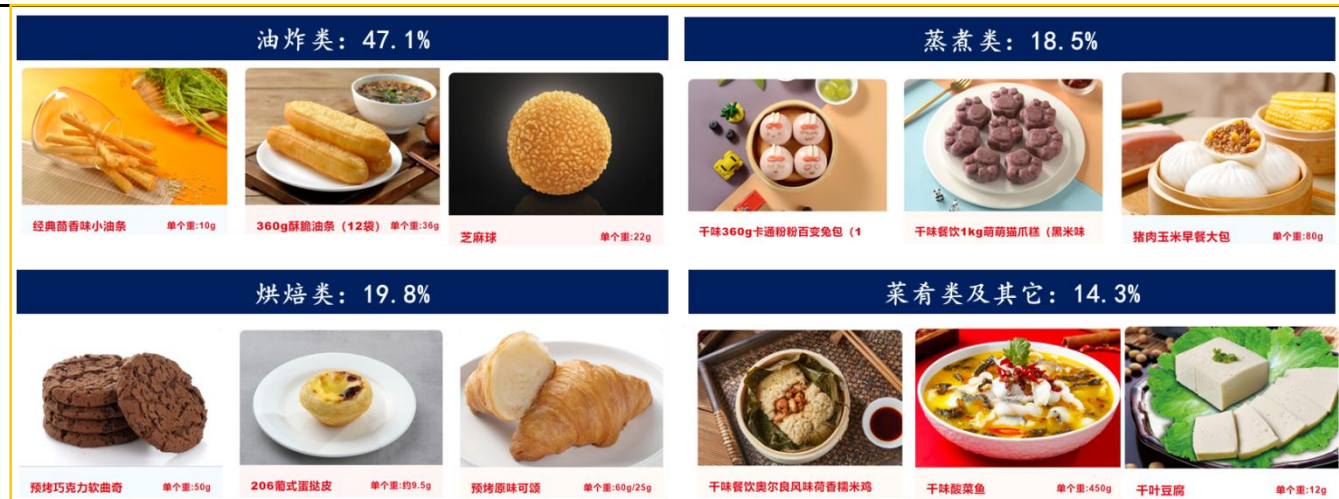 油炸类: 47.1%
蒸煮类: 18.5%
经典茴香味小油条 单个重:10g
360g酥脆油条（12袋） 单个重:36g
芝麻球 单个重:22g
千味360g卡通粉粉百变兔包（1
千味餐饮1kg萌萌猫爪糕（黑米味
猪肉玉米早餐大包 单个重:80g
烘焙类: 19.8%
菜肴类及其它: 14.3%
预烤巧克力软曲奇 单个重:50g
206葡式蛋挞皮 单个重:约9.5g
预烤原味可颂 单个重:60g/25g
千味餐饮奥尔良风味荷香糯米鸡
千味酸菜鱼 单个重:450g
千叶豆腐 单个重:12g